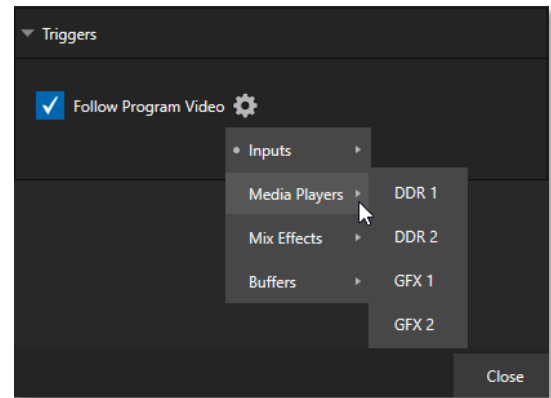 Triggers
Follow Program Video
Inputs
Media Players
DDR 1
Mix Effects
DDR 2
Buffers
GFX 1
GFX 2
Close